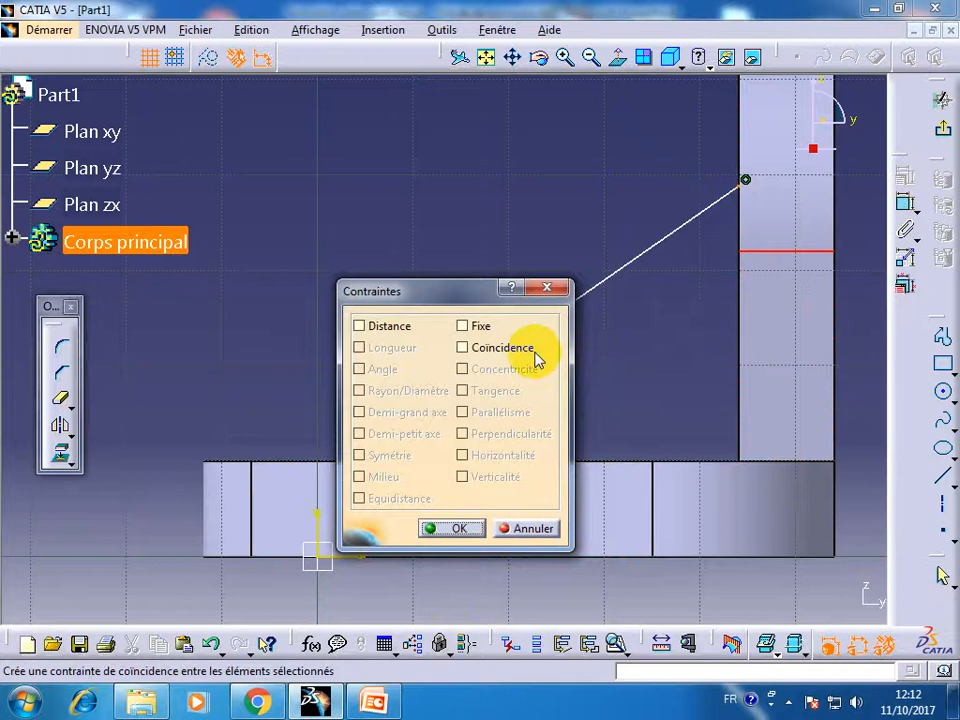 CATIA V5 - [Part1]
Démarrer ENOVIA V5 VPM Fichier Edition Affichage Insertion Outils Fenêtre Aide
Part1
Plan xy
Plan yz
Plan zx
Corps principal
y
O...
Contraintes
Distance
Fixe
Longueur
Coïncidence
Angle
Concentricité
Rayon/Diamètre
Tangence
Demi-grand axe
Parallélisme
Demi-petit axe
Perpendicularité
Symétrie
Horizontalité
Milieu
Verticalité
Equidistance
OK
Annuler
z
y
f(x)
CATIA
Crée une contrainte de coïncidence entre les éléments sélectionnés
FR
12:12
11/10/2017